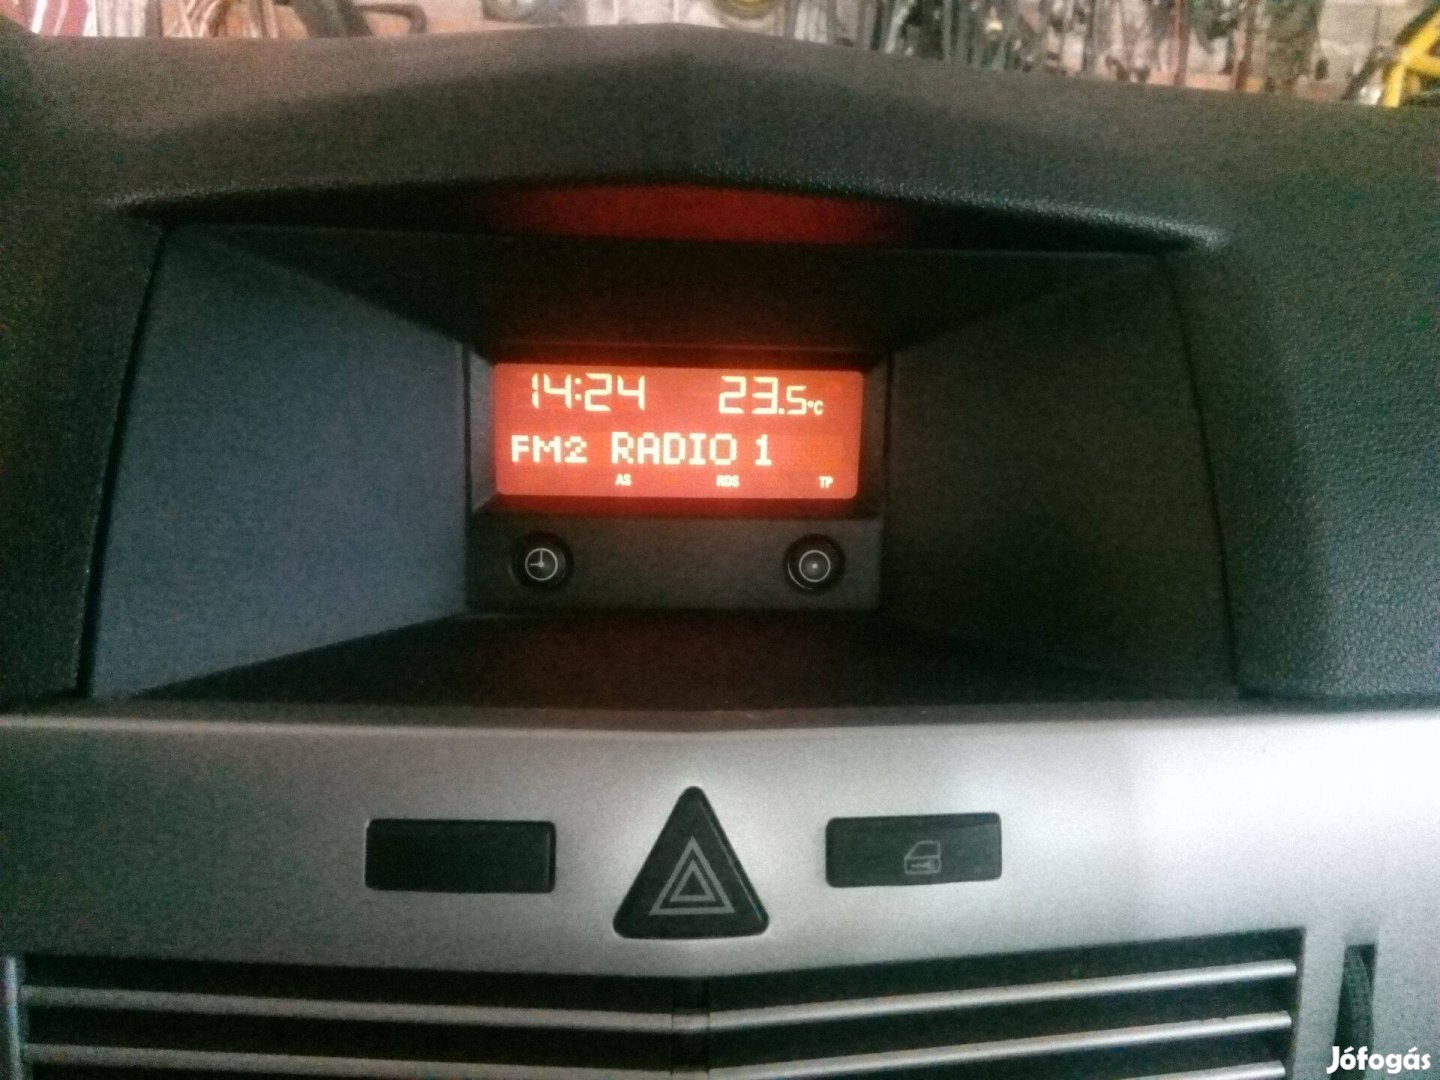 14:24 23.5°C
FM2 RADIO 1
AS RDS TP
Jófogás